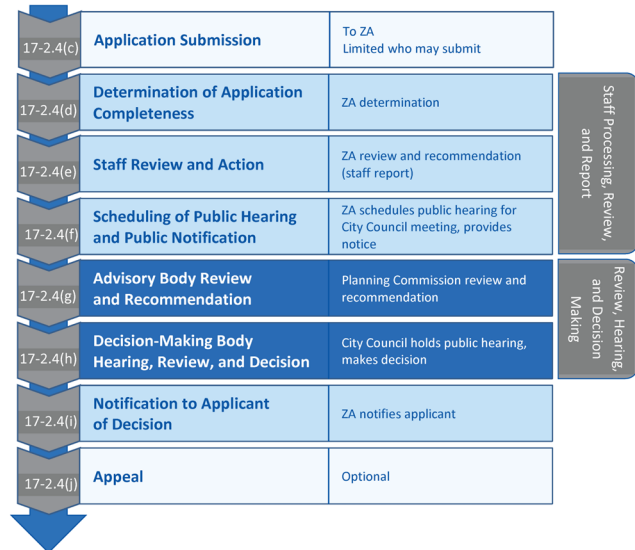 17-2.4(c)
Application Submission
To ZA
Limited who may submit
17-2.4(d)
Determination of Application
Completeness
ZA determination
17-2.4(e)
Staff Review and Action
ZA review and recommendation
(staff report)
17-2.4(f)
Scheduling of Public Hearing
and Public Notification
ZA schedules public hearing for
City Council meeting, provides
notice
Staff Processing, Review,
and Report
17-2.4(g)
Advisory Body Review
and Recommendation
Planning Commission review and
recommendation
17-2.4(h)
Decision-Making Body
Hearing, Review, and Decision
City Council holds public hearing,
makes decision
Review, Hearing,
and Decision
Making
17-2.4(i)
Notification to Applicant
of Decision
ZA notifies applicant
17-2.4(j)
Appeal
Optional